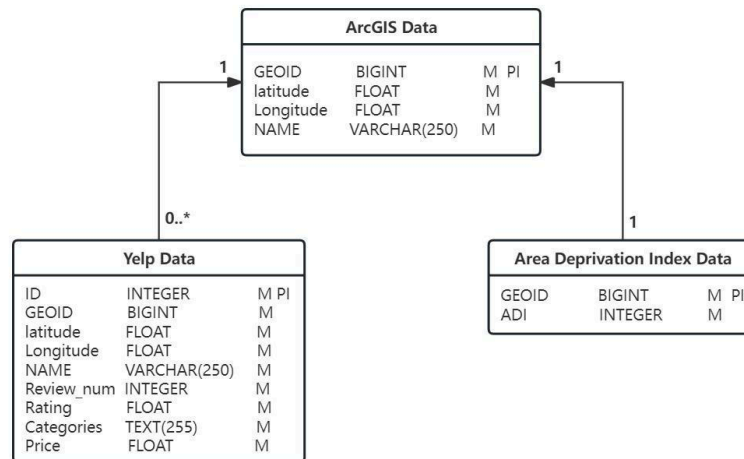 ArcGIS Data
GEOID BIGINT M PI
latitude FLOAT M
Longitude FLOAT M
NAME VARCHAR(250) M
1
1
0..*
1
Yelp Data
ID INTEGER M PI
GEOID BIGINT M
latitude FLOAT M
Longitude FLOAT M
NAME VARCHAR(250) M
Review_num INTEGER M
Rating FLOAT M
Categories TEXT(255) M
Price FLOAT M
Area Deprivation Index Data
GEOID BIGINT M PI
ADI INTEGER M